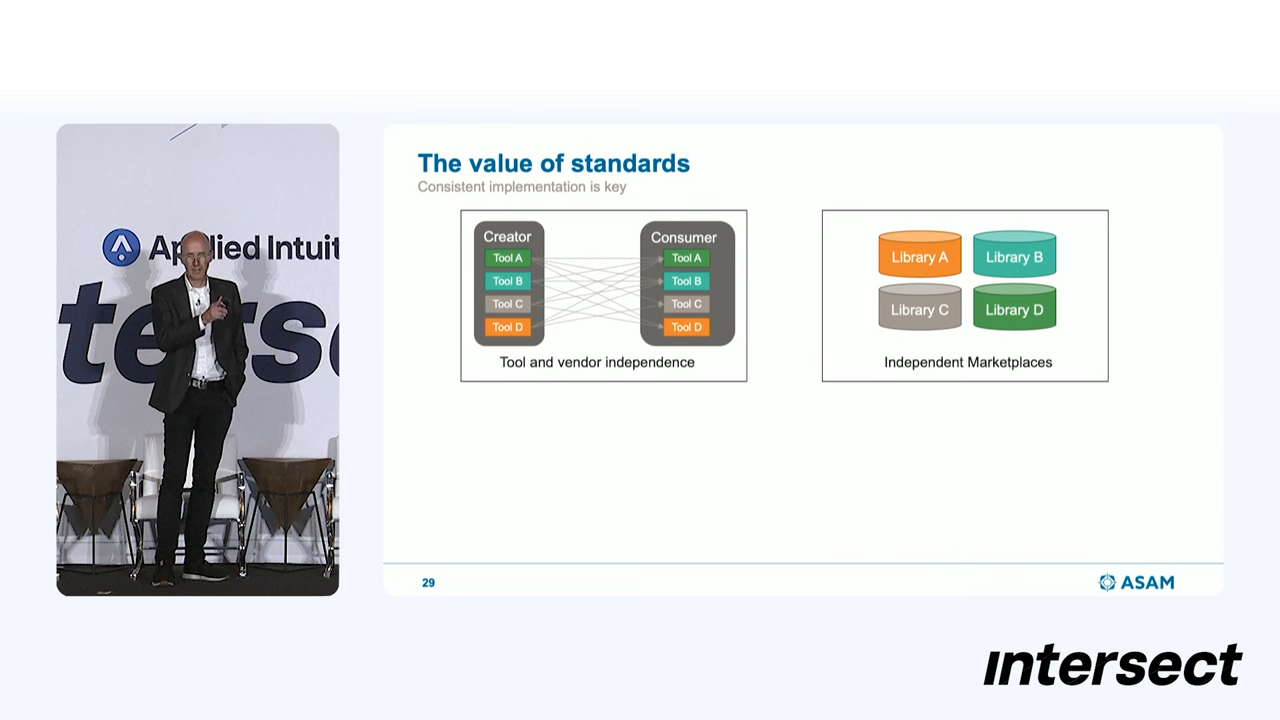 Applied Intuit
terse
The value of standards
Consistent implementation is key
Creator
Tool A
Tool B
Tool C
Tool D
Consumer
Tool A
Tool B
Tool C
Tool D
Tool and vendor independence
Library A
Library B
Library C
Library D
Independent Marketplaces
29
ASAM
intersect